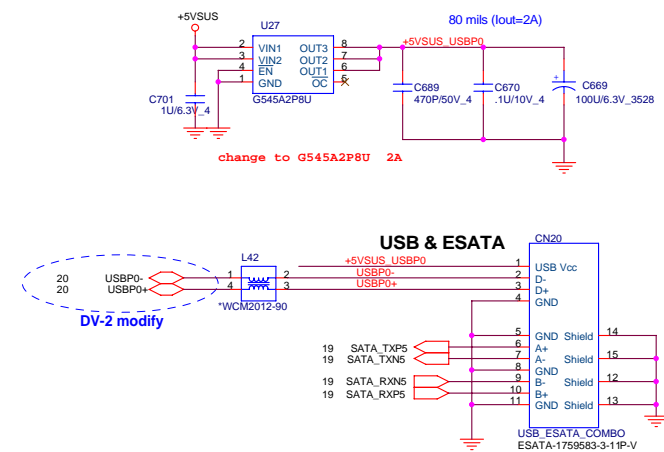 +5VSUS
U27
80 mils (Iout=2A)
2 VIN1 OUT3 8 +5VSUS_USBP0
3 VIN2 OUT2 7
4 EN OUT1 6
1 GND OC 5
G545A2P8U
C701
1U/6.3V_4
C689
470P/50V_4
C670
.1U/10V_4
+ C669
100U/6.3V_3528
change to G545A2P8U 2A
USB & ESATA
CN20
L42
+5VSUS_USBP0 1 USB Vcc
20 USBP0- 1 2 USBP0- 2 D-
20 USBP0+ 4 3 USBP0+ 3 D+
4 GND
*WCM2012-90
DV-2 modify
5 GND Shield 14
19 SATA_TXP5 6 A+
19 SATA_TXN5 7 A- Shield 15
8 GND
19 SATA_RXN5 9 B- Shield 12
19 SATA_RXP5 10 B+
11 GND Shield 13
USB_ESATA_COMBO
ESATA-1759583-3-11P-V